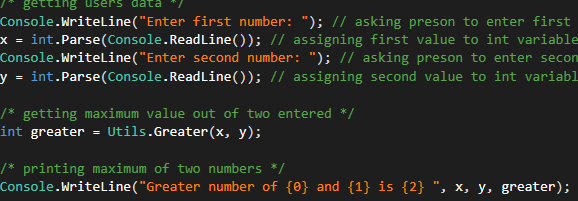 /* getting users data */
Console.WriteLine("Enter first number: "); // asking preson to enter first
x = int.Parse(Console.ReadLine()); // assigning first value to int variable
Console.WriteLine("Enter second number: "); // asking preson to enter secon
y = int.Parse(Console.ReadLine()); // assigning second value to int variabl
/* getting maximum value out of two entered */
int greater = Utils.Greater(x, y);
/* printing maximum of two numbers */
Console.WriteLine("Greater number of {0} and {1} is {2} ", x, y, greater);